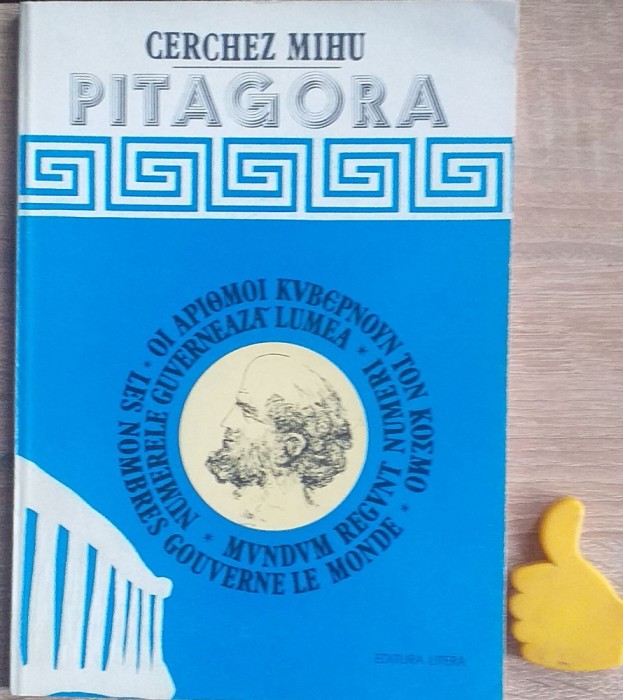 CERCHEZ MIHU
PITAGORA
ΟΙ ΑΡΙΘΜΟΙ ΚVΒЄΡΝΟΥΝ ΤΟΝ ΚΟΣΜΟ *
LES NOMBRES GOUVERNE LE MONDE *
NUMERELE GUVERNEAZĂ LUMEA *
MVNDVM REGVNT NUMERI *
EDITURA LITERA